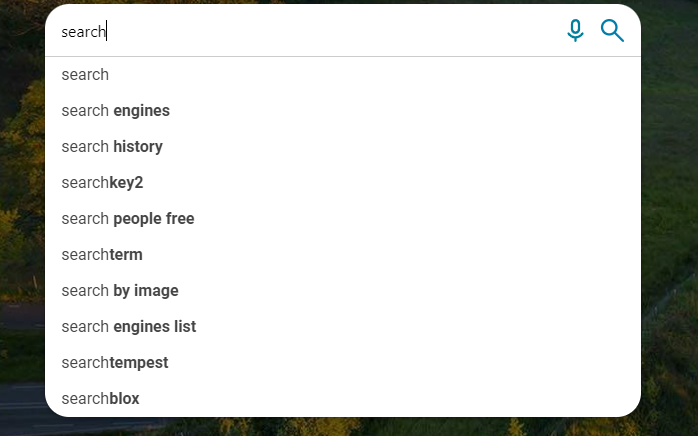 search
search
search engines
search history
searchkey2
search people free
searchterm
search by image
search engines list
searchtempest
searchblox